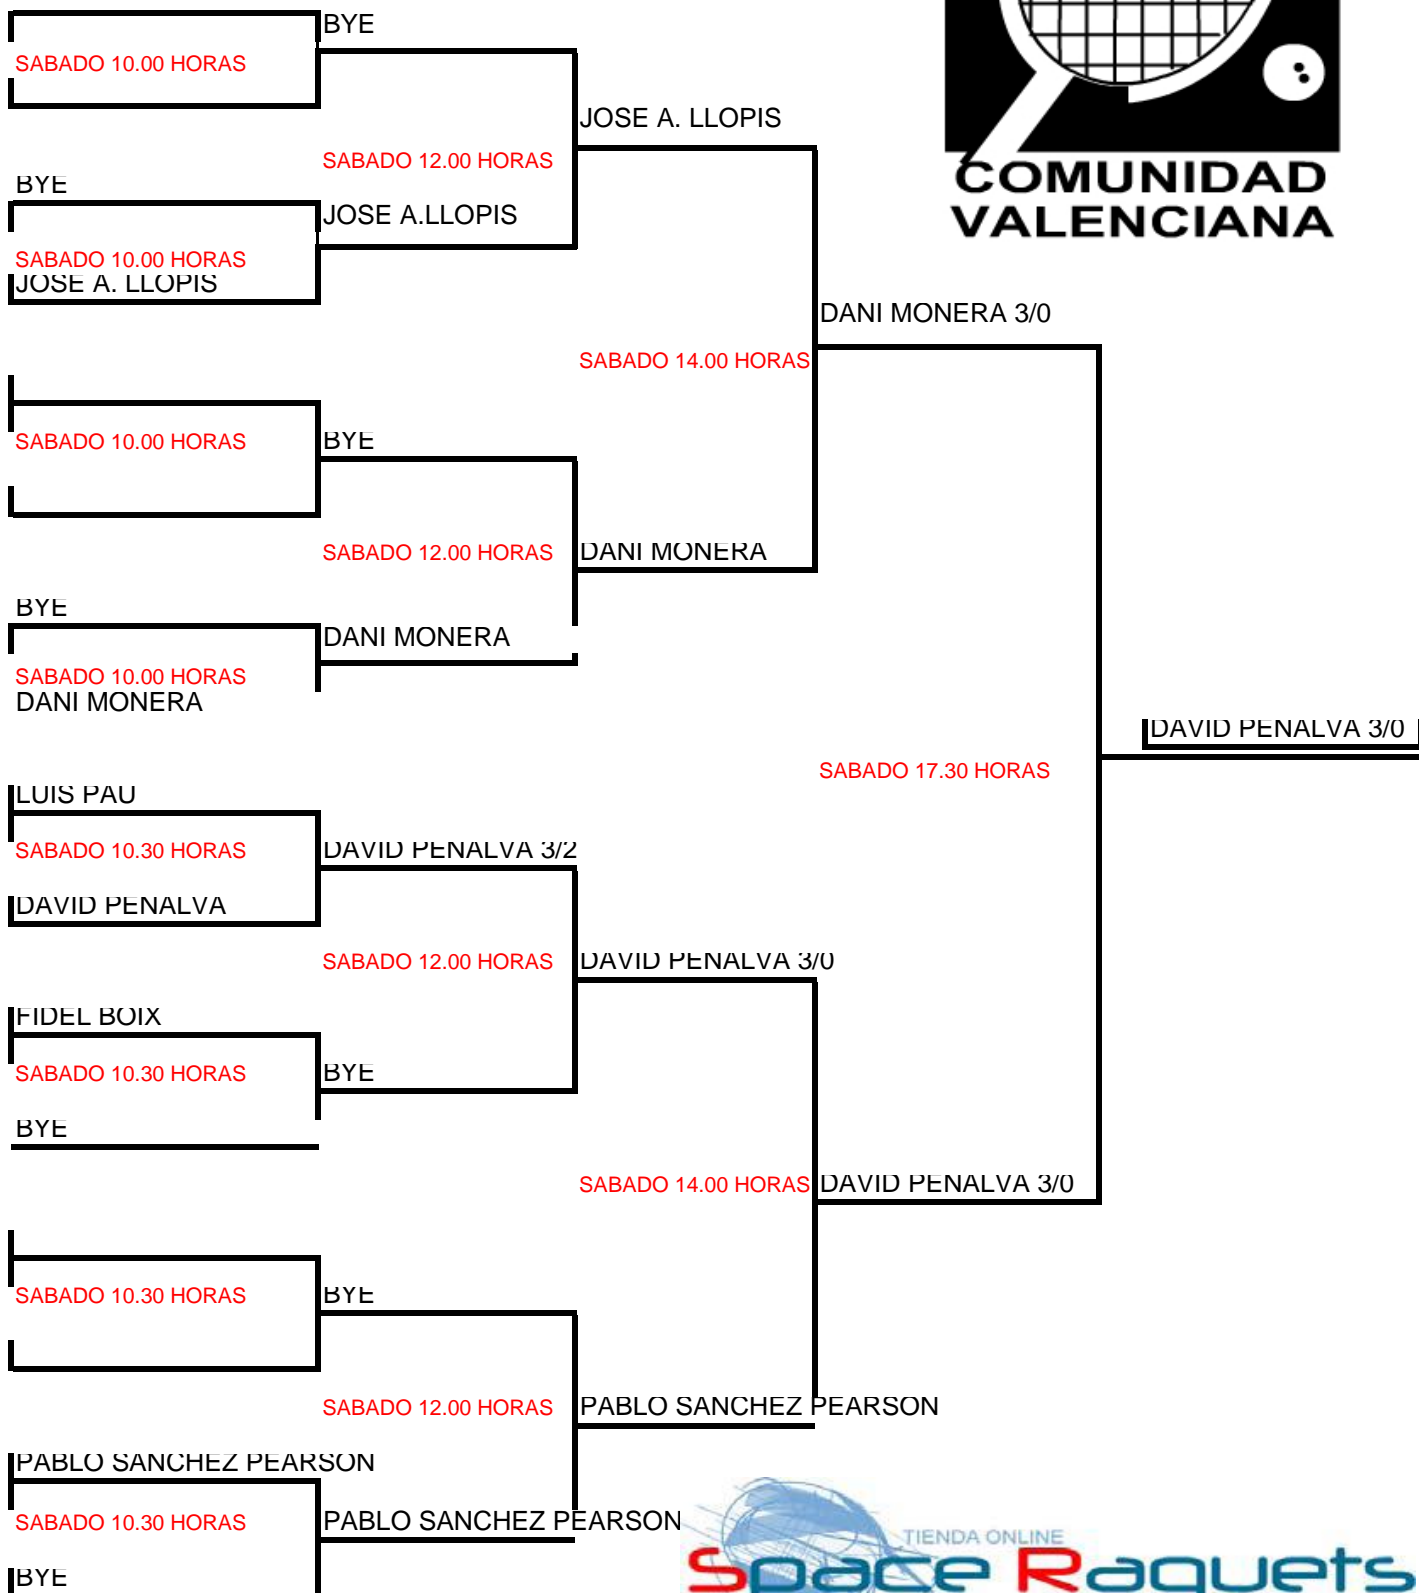 BYE
SABADO 10.00 HORAS
JOSE A. LLOPIS
SABADO 12.00 HORAS
COMUNIDAD
VALENCIANA
BYE
JOSE A.LLOPIS
SABADO 10.00 HORAS
JOSE A. LLOPIS
DANI MONERA 3/0
SABADO 14.00 HORAS
SABADO 10.00 HORAS
BYE
SABADO 12.00 HORAS
DANI MONERA
BYE
DANI MONERA
SABADO 10.00 HORAS
DANI MONERA
DAVID PENALVA 3/0
SABADO 17.30 HORAS
LUIS PAU
SABADO 10.30 HORAS
DAVID PENALVA 3/2
DAVID PENALVA
SABADO 12.00 HORAS
DAVID PENALVA 3/0
FIDEL BOIX
SABADO 10.30 HORAS
BYE
BYE
SABADO 14.00 HORAS
DAVID PENALVA 3/0
SABADO 10.30 HORAS
BYE
SABADO 12.00 HORAS
PABLO SANCHEZ PEARSON
PABLO SANCHEZ PEARSON
SABADO 10.30 HORAS
PABLO SANCHEZ PEARSON
TIENDA ONLINE
Space Raquets
BYE